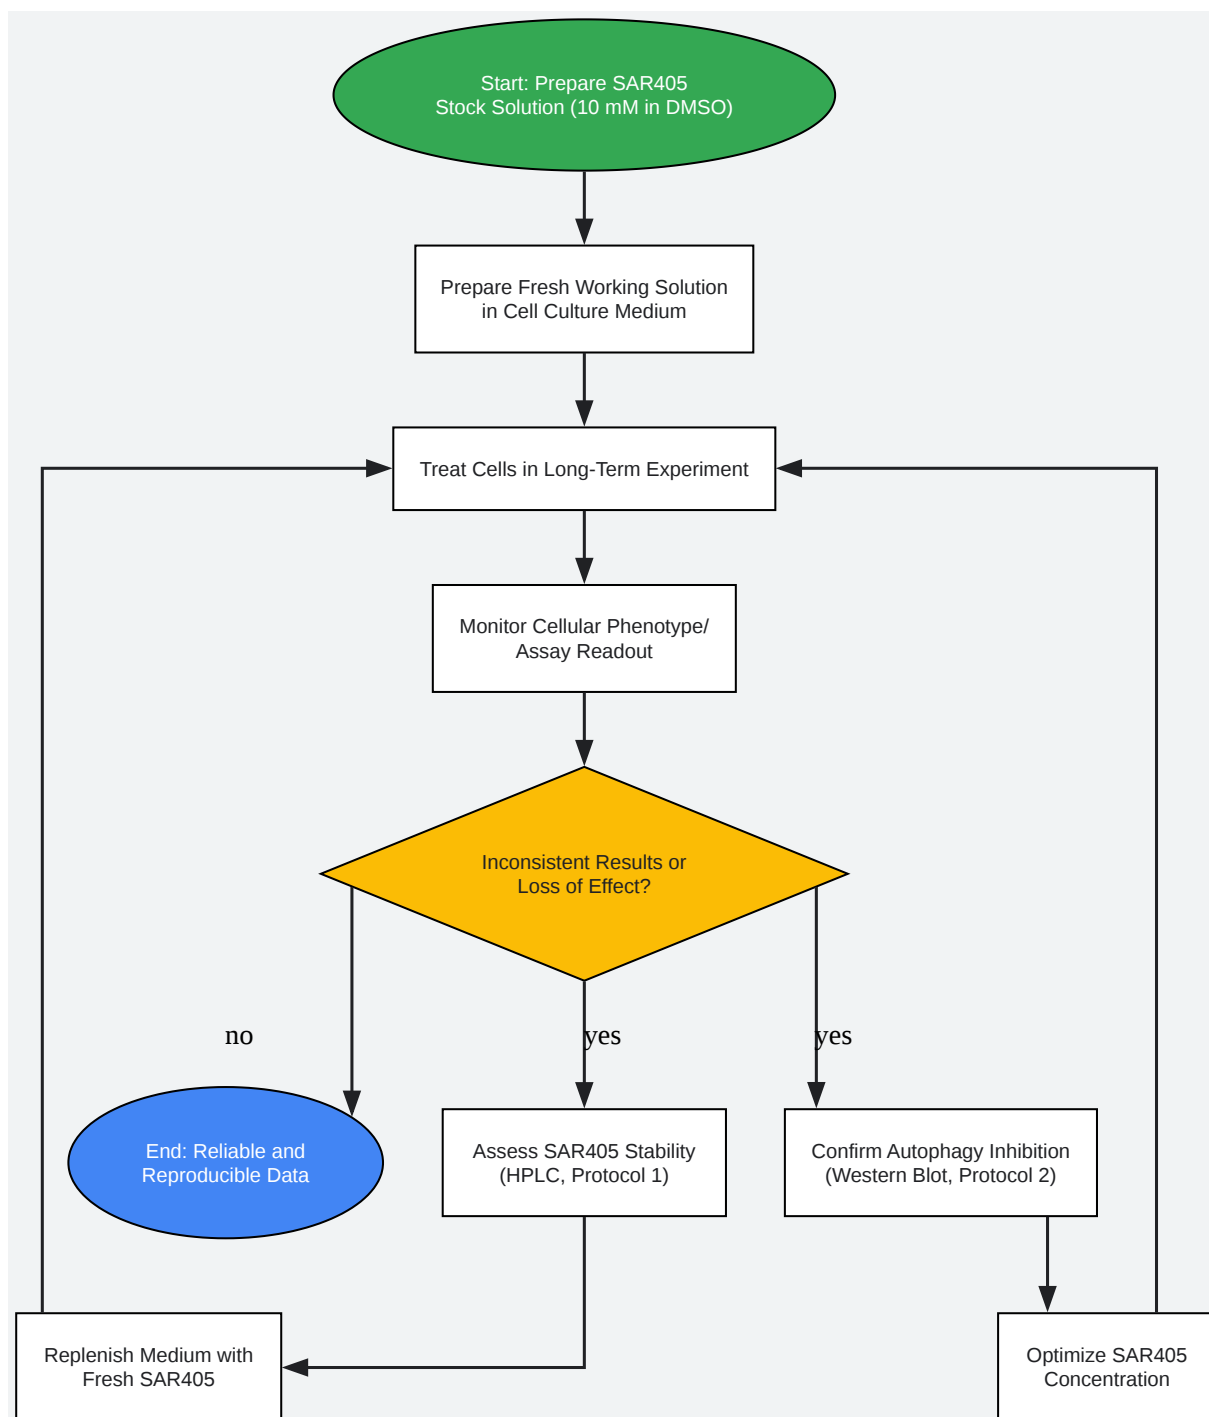 Start: Prepare SAR405
Stock Solution (10 mM in DMSO)
Prepare Fresh Working Solution
in Cell Culture Medium
Treat Cells in Long-Term Experiment
Monitor Cellular Phenotype/
Assay Readout
Inconsistent Results or
Loss of Effect?
no
yes
yes
End: Reliable and
Reproducible Data
Assess SAR405 Stability
(HPLC, Protocol 1)
Confirm Autophagy Inhibition
(Western Blot, Protocol 2)
Replenish Medium with
Fresh SAR405
Optimize SAR405
Concentration